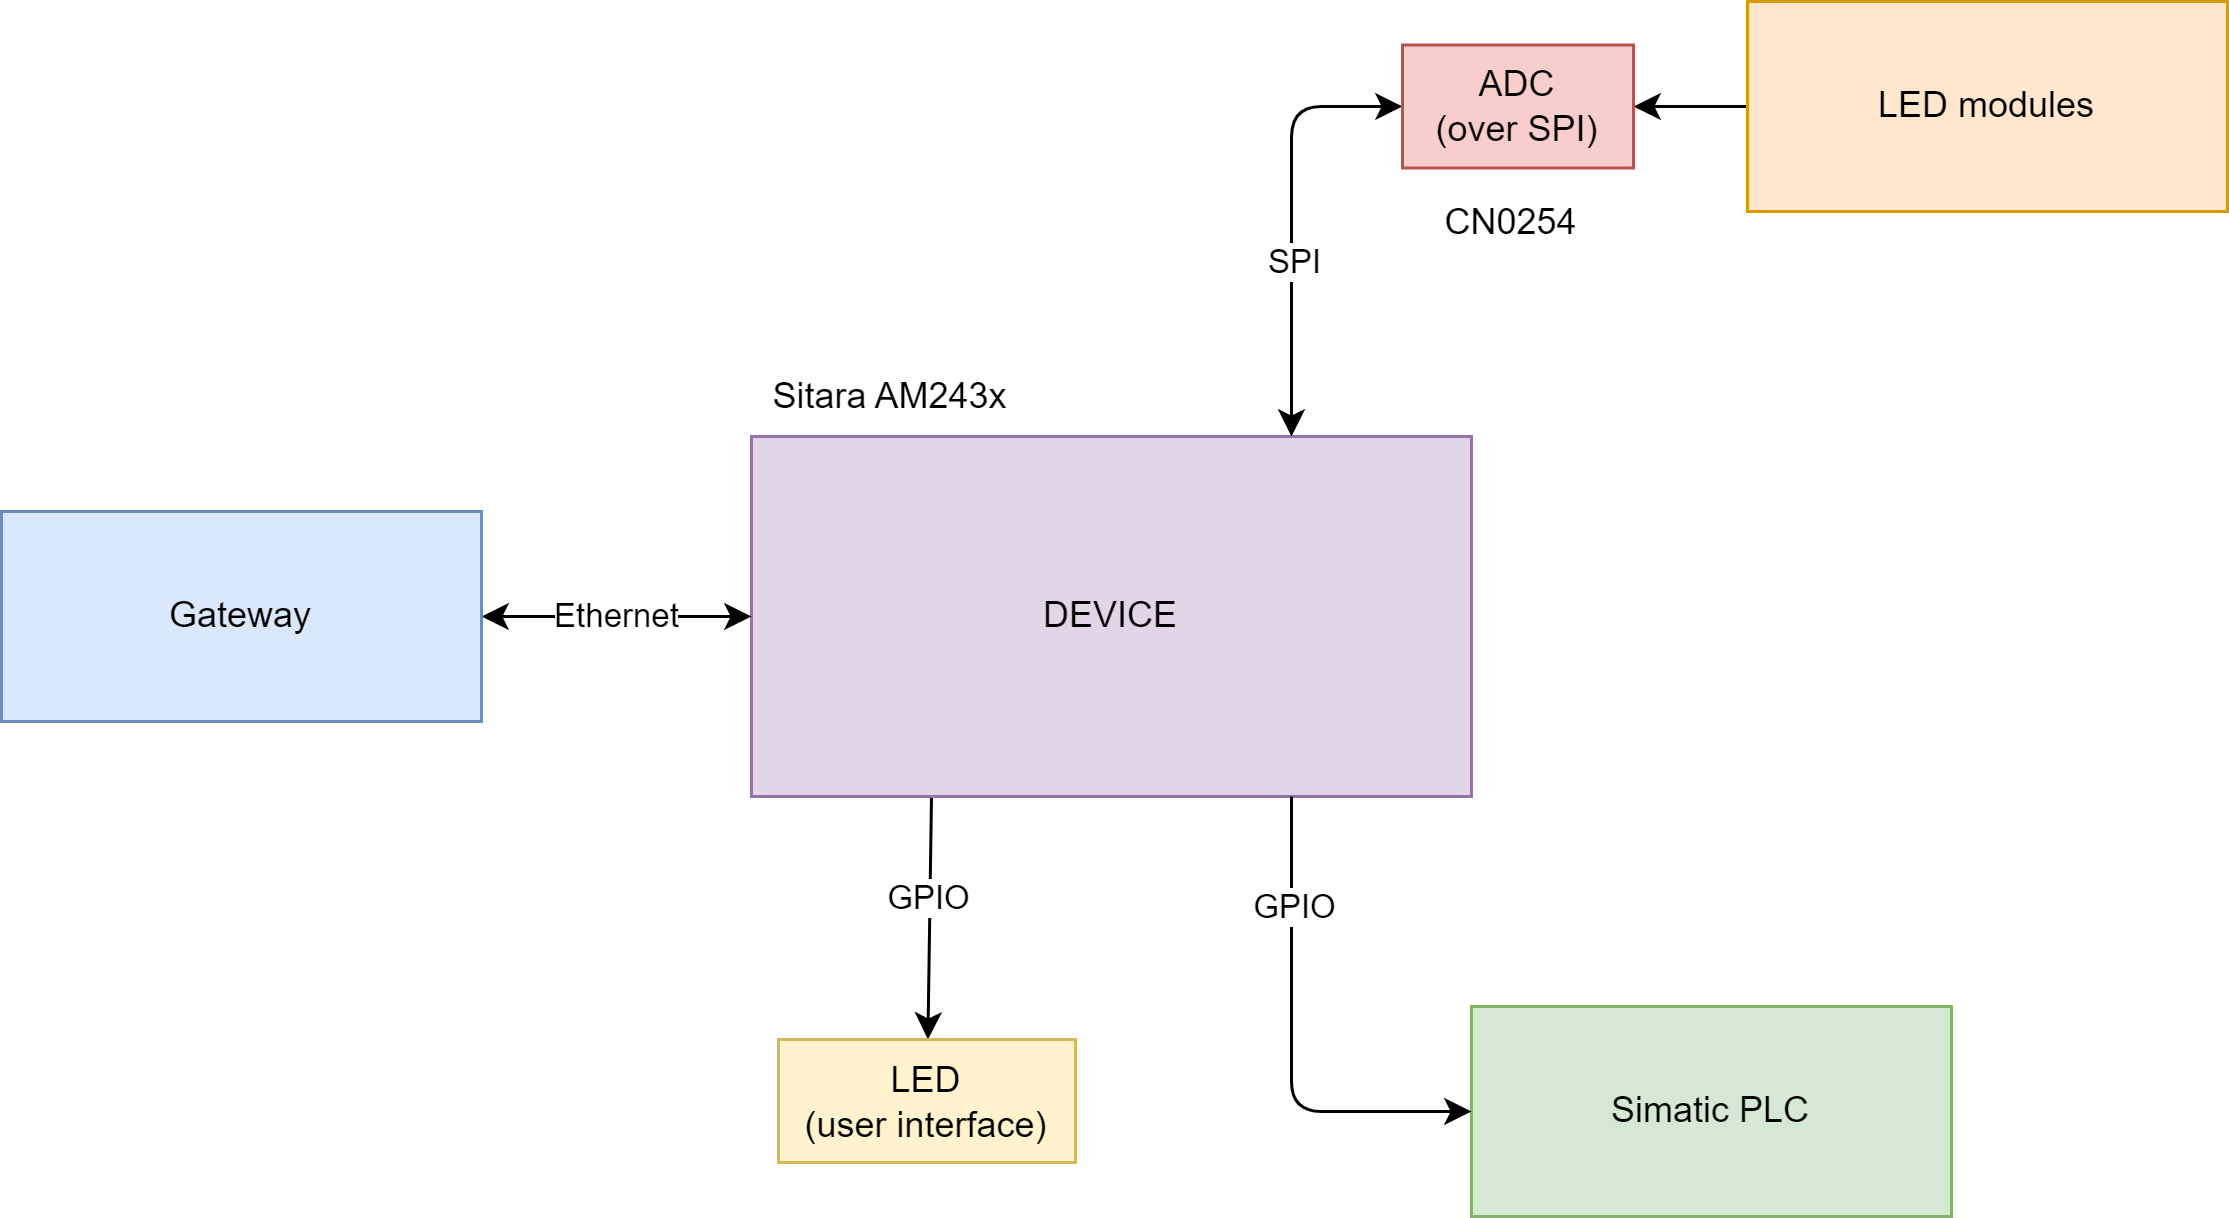 ADC
(over SPI)
LED modules
CN0254
SPI
Sitara AM243x
Gateway
Ethernet
DEVICE
GPIO
GPIO
LED
(user interface)
Simatic PLC